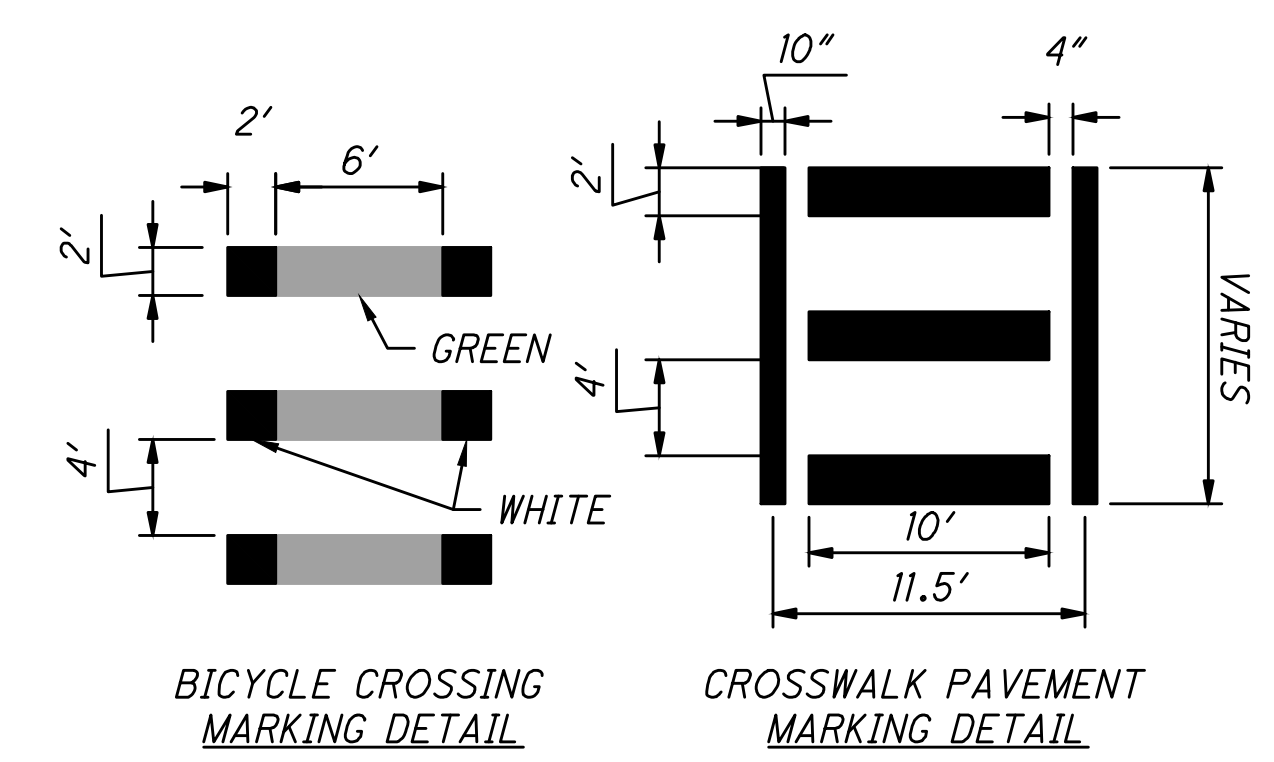 2'
6'
2'
GREEN
4'
WHITE
BICYCLE CROSSING
MARKING DETAIL
10"
4"
2'
4'
VARIES
10'
11.5'
CROSSWALK PAVEMENT
MARKING DETAIL